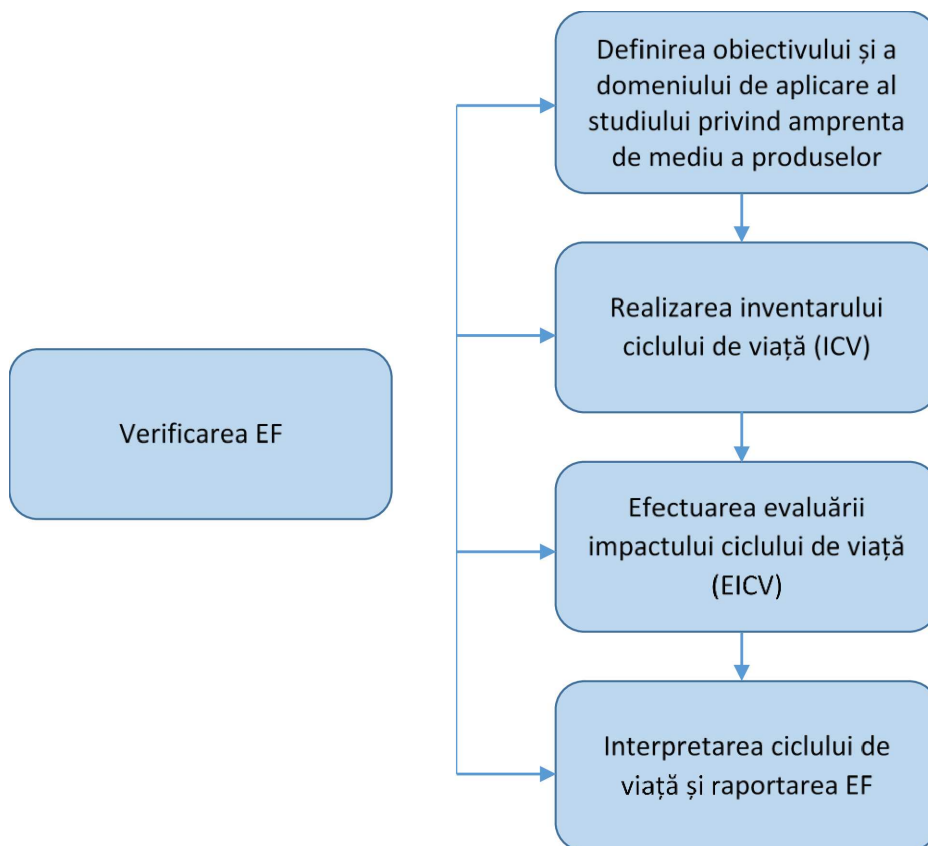 Definirea obiectivului și a
domeniului de aplicare al
studiului privind amprenta
de mediu a produselor
Realizarea inventarului
ciclului de viață (ICV)
Verificarea EF
Efectuarea evaluării
impactului ciclului de viață
(EICV)
Interpretarea ciclului de
viață și raportarea EF